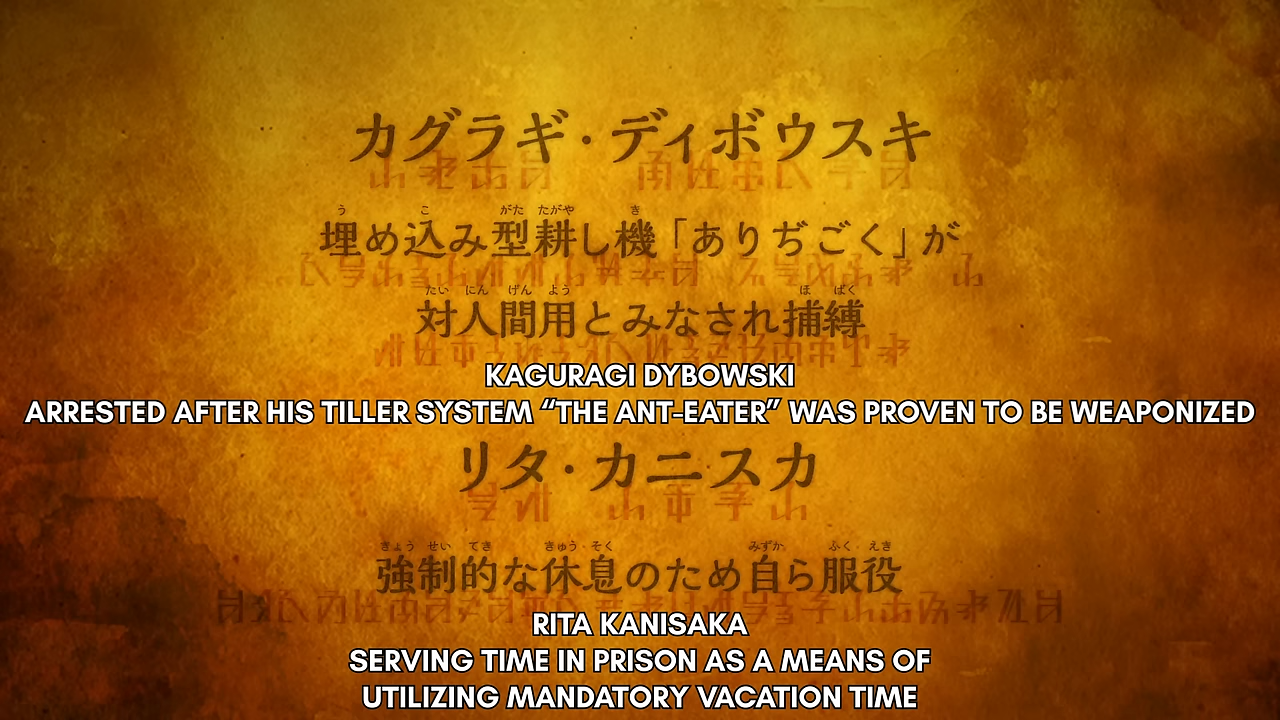 カグラギ・ディボウスキ
埋め込み型耕し機「ありぢごく」が
対人間用とみなされ捕縛
KAGURAGI DYBOWSKI
ARRESTED AFTER HIS TILLER SYSTEM “THE ANT-EATER” WAS PROVEN TO BE WEAPONIZED
リタ・カニスカ
強制的な休息のため自ら服役
RITA KANISAKA
SERVING TIME IN PRISON AS A MEANS OF
UTILIZING MANDATORY VACATION TIME